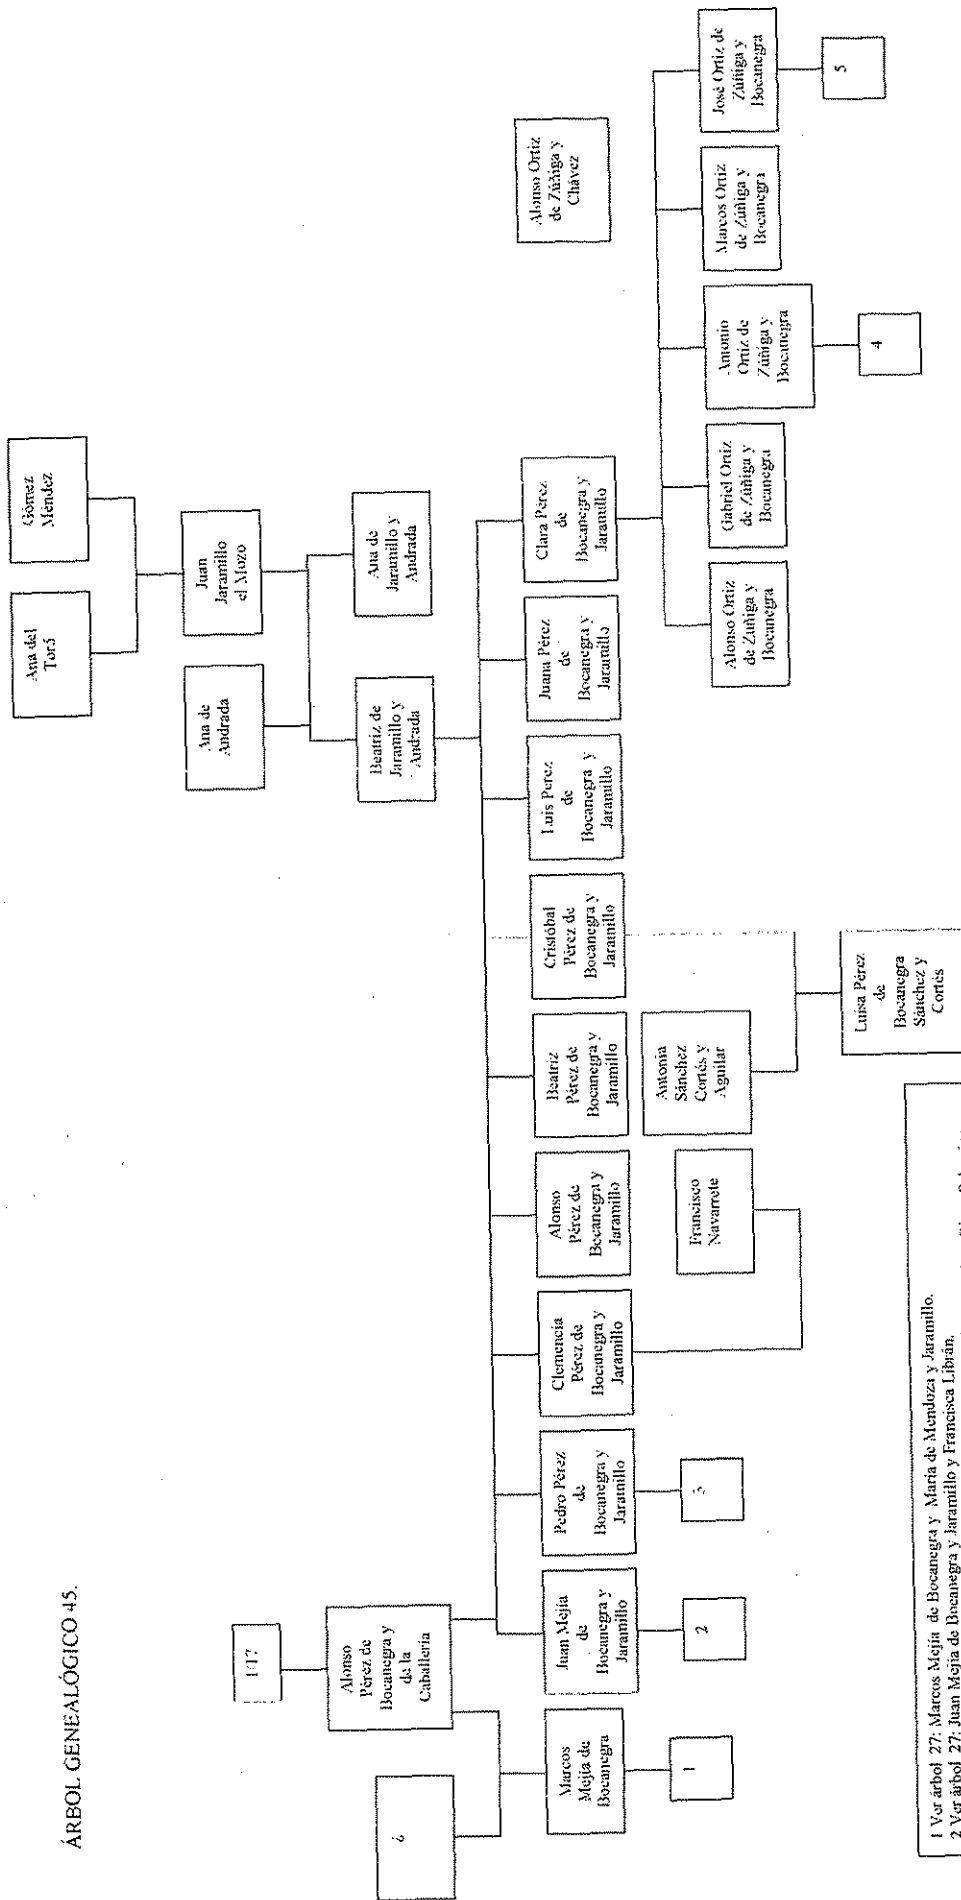 ÁRBOL GENEALÓGICO 45.
Ana del
Gómez
Méndez
Ana de
Andrada
Juan
Jaramillo
el Mozo
Alonso
Pérez de
Bocanegra y
de la
Caballería
Beatriz de
Jaramillo y
Andrada
Ana de
Jaramillo y
Andrada
¿
Marcos
Mejía de
Bocanegra
Juan Mejía
de
Bocanegra y
Jaramillo
Pedro Pérez
de
Bocanegra y
Jaramillo
Clemencia
Pérez de
Bocanegra y
Jaramillo
Alonso
Pérez de
Bocanegra y
Jaramillo
Beatriz
Pérez de
Bocanegra y
Jaramillo
Cristóbal
Pérez de
Bocanegra y
Jaramillo
Luis Perez
de
Bocanegra y
Jaramillo
Juana Pérez
de
Bocanegra y
Jaramillo
Clara Pérez
de
Bocanegra y
Jaramillo
Alonso Ortiz
de Zúñiga y
Chávez
1
2
3
Francisco
Navarrete
Antonia
Sánchez
Cortés y
Aguilar
Alonso Ortiz
de Zuñiga y
Bocanegra
Gabriel Ortiz
de Zúñiga y
Bocanegra
Antonio
Ortiz de
Zúñiga y
Bocanegra
Marcos Ortiz
de Zúñiga y
Bocanegra
José Ortiz de
Zúñiga y
Bocanegra
Luisa Pérez
de
Bocanegra
Sánchez y
Cortés
4
5
1 Ver árbol 27: Marcos Mejía de Bocanegra y María de Mendoza y Jaramillo.
2 Ver árbol 27: Juan Mejía de Bocanegra y Jaramillo y Francisca Librán.